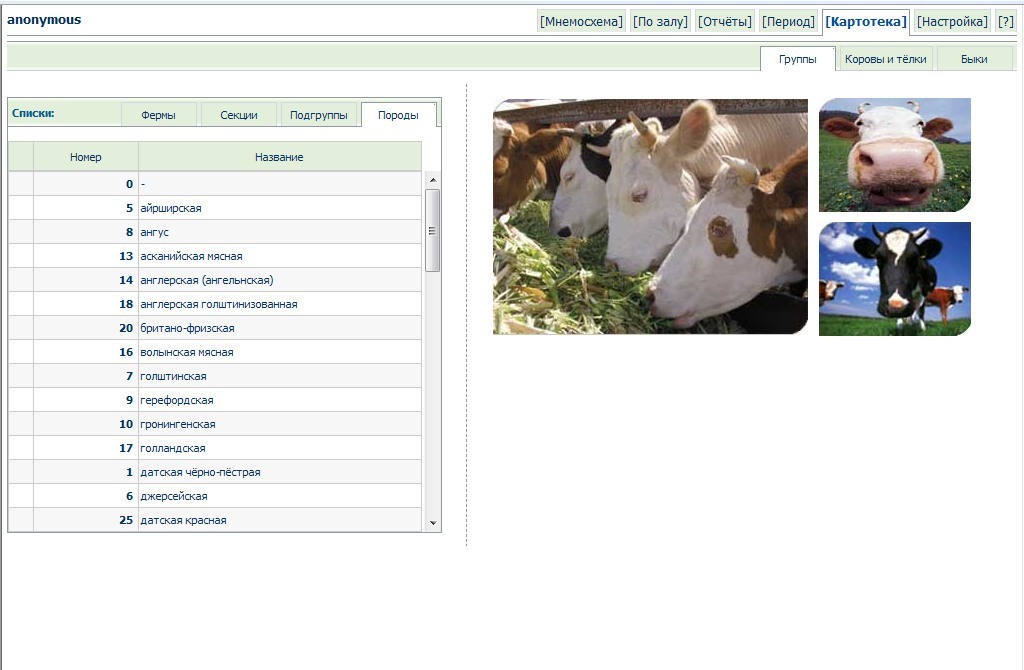 anonymous
[Мнемосхема] [По залу] [Отчёты] [Период] [Картотека] [Настройка] [?]
Группы Коровы и тёлки Быки
Списки: Фермы Секции Подгруппы Породы
Номер Название
0 -
5 айрширская
8 ангус
13 асканийская мясная
14 англерская (ангельнская)
18 англерская голштинизованная
20 британо-фризская
16 волынская мясная
7 голштинская
9 герефордская
10 гронингенская
17 голландская
1 датская чёрно-пёстрая
6 джерсейская
25 датская красная